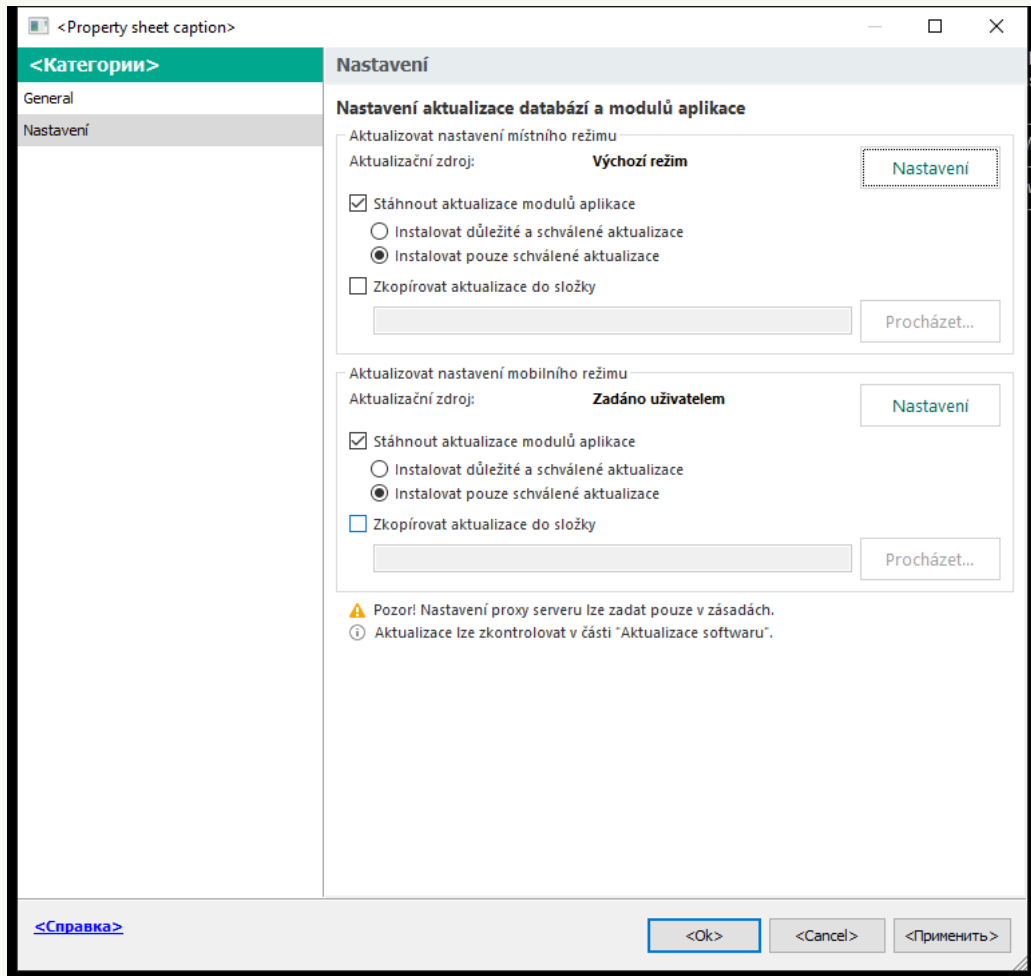 <Property sheet caption>
<Категории>
General
Nastavení
Nastavení
Nastavení aktualizace databází a modulů aplikace
Aktualizovat nastavení místního režimu
Aktualizační zdroj: Výchozí režim Nastavení
Stáhnout aktualizace modulů aplikace
Instalovat důležité a schválené aktualizace
Instalovat pouze schválené aktualizace
Zkopírovat aktualizace do složky
Procházet...
Aktualizovat nastavení mobilního režimu
Aktualizační zdroj: Zadáno uživatelem Nastavení
Stáhnout aktualizace modulů aplikace
Instalovat důležité a schválené aktualizace
Instalovat pouze schválené aktualizace
Zkopírovat aktualizace do složky
Procházet...
Pozor! Nastavení proxy serveru lze zadat pouze v zásadách.
Aktualizace lze zkontrolovat v části "Aktualizace softwaru".
<Справка>
<Ok> <Cancel> <Применить>